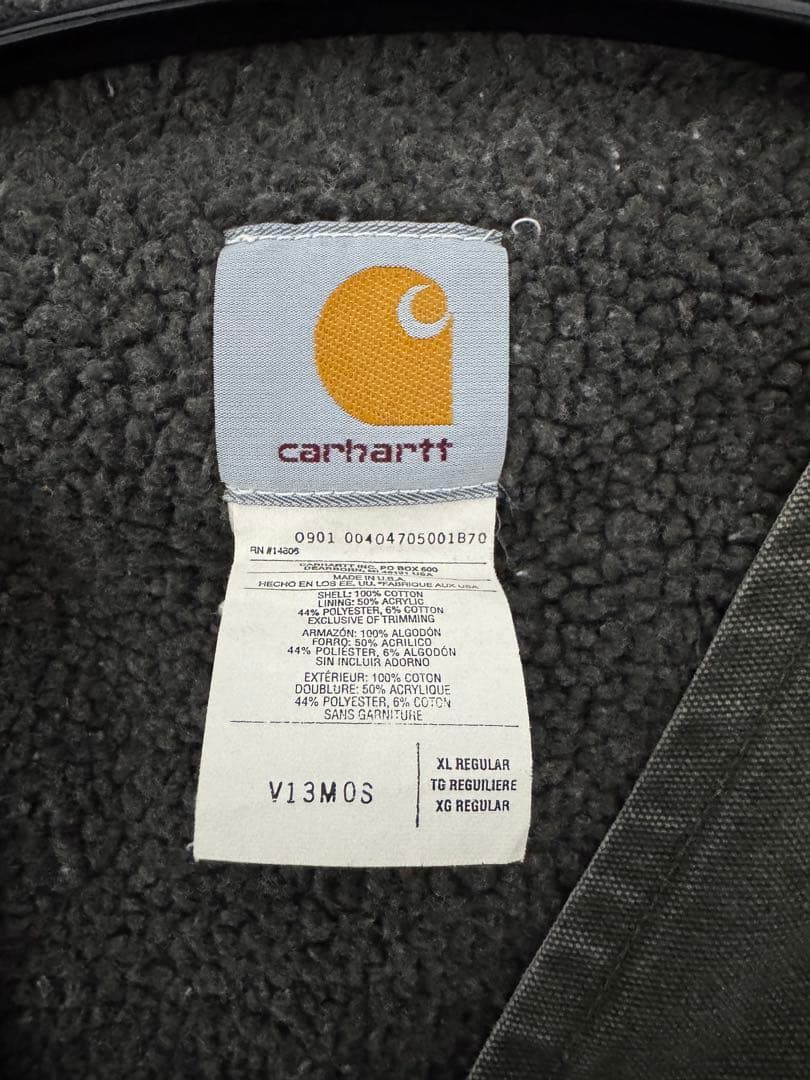 carhartt
0901 00404705001B70
RN #14806
CARHARTT INC. PO BOX 600
DEARBORN, MI 48121 USA
MADE IN U.S.A.
HECHO EN LOS EE. UU. *FABRIQUE AUX USA
SHELL: 100% COTTON
LINING: 50% ACRYLIC
44% POLYESTER, 6% COTTON
EXCLUSIVE OF TRIMMING
ARMAZÓN: 100% ALGODÓN
FORRO: 50% ACRILICO
44% POLIÉSTER, 6% ALGODÓN
SIN INCLUIR ADORNO
EXTÉRIEUR: 100% COTON
DOUBLURE: 50% ACRYLIQUE
44% POLYESTER, 6% COTON
SANS GARNITURE
V13MOS
XL REGULAR
TG REGUILIERE
XG REGULAR